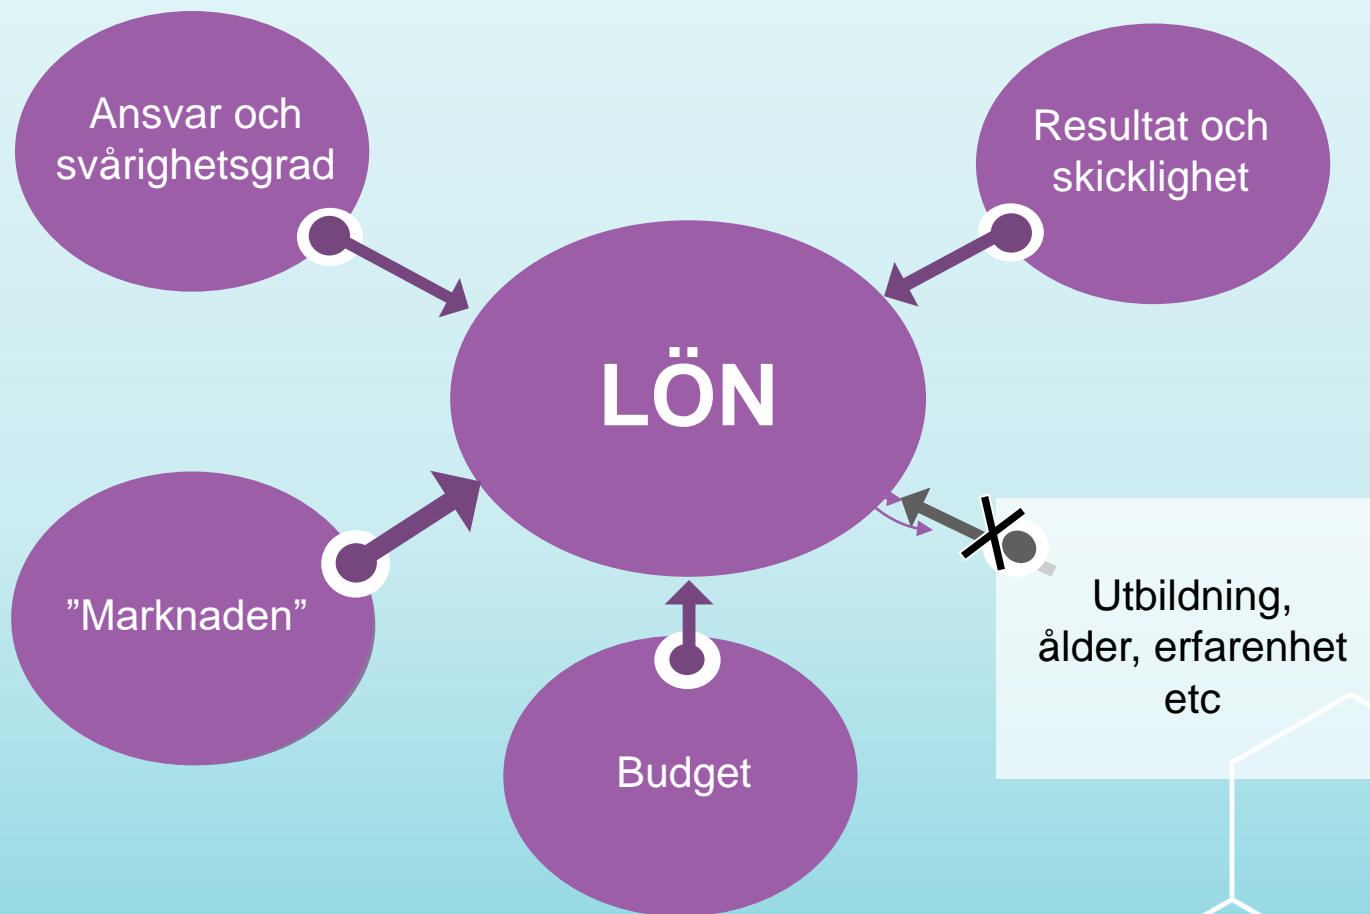 Ansvar och
svårighetsgrad
Resultat och
skicklighet
LÖN
”Marknaden”
Utbildning,
ålder, erfarenhet
etc
Budget